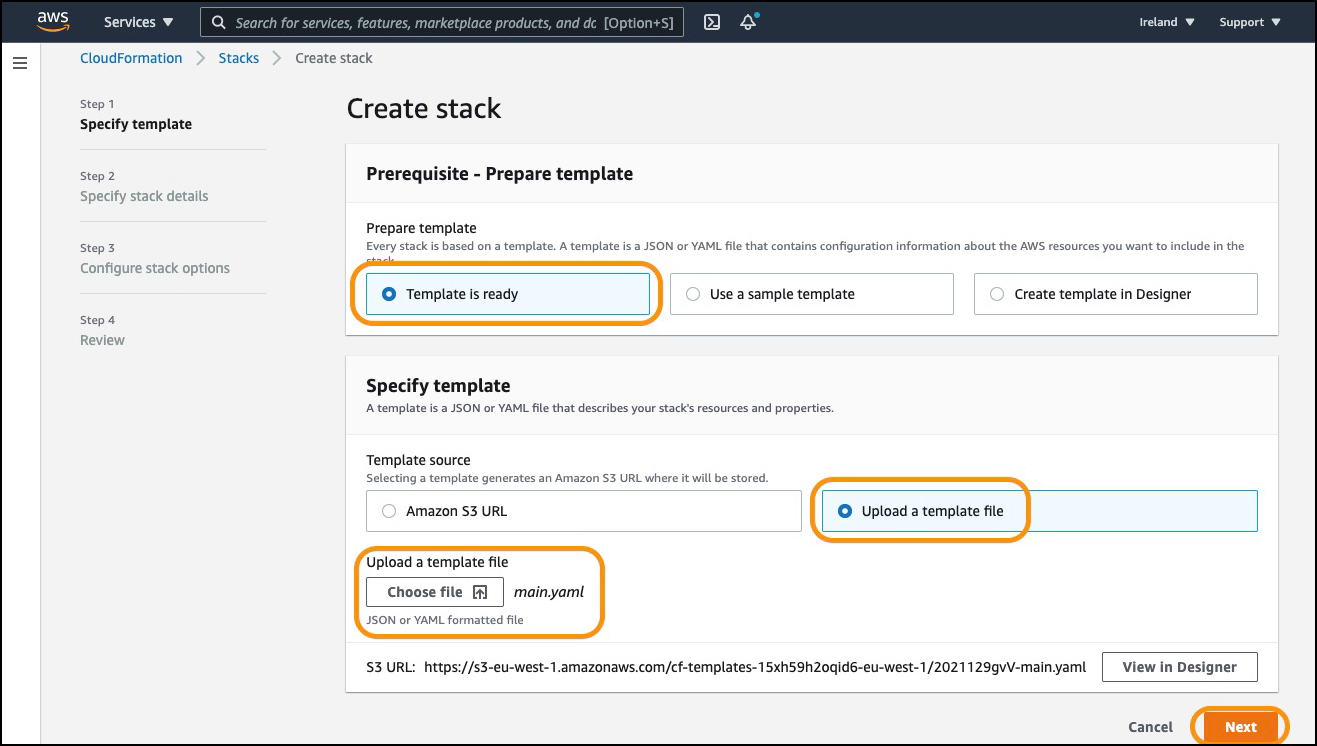 aws
Services ▼
Search for services, features, marketplace products, and dc [Option+S]
Ireland ▼
Support ▼
CloudFormation > Stacks > Create stack
Step 1
Specify template
Step 2
Specify stack details
Step 3
Configure stack options
Step 4
Review
Create stack
Prerequisite - Prepare template
Prepare template
Every stack is based on a template. A template is a JSON or YAML file that contains configuration information about the AWS resources you want to include in the
stack.
Template is ready
Use a sample template
Create template in Designer
Specify template
A template is a JSON or YAML file that describes your stack's resources and properties.
Template source
Selecting a template generates an Amazon S3 URL where it will be stored.
Amazon S3 URL
Upload a template file
Upload a template file
Choose file main.yaml
JSON or YAML formatted file
S3 URL: https://s3-eu-west-1.amazonaws.com/cf-templates-15xh59h2oqid6-eu-west-1/2021129gvV-main.yaml
View in Designer
Cancel
Next